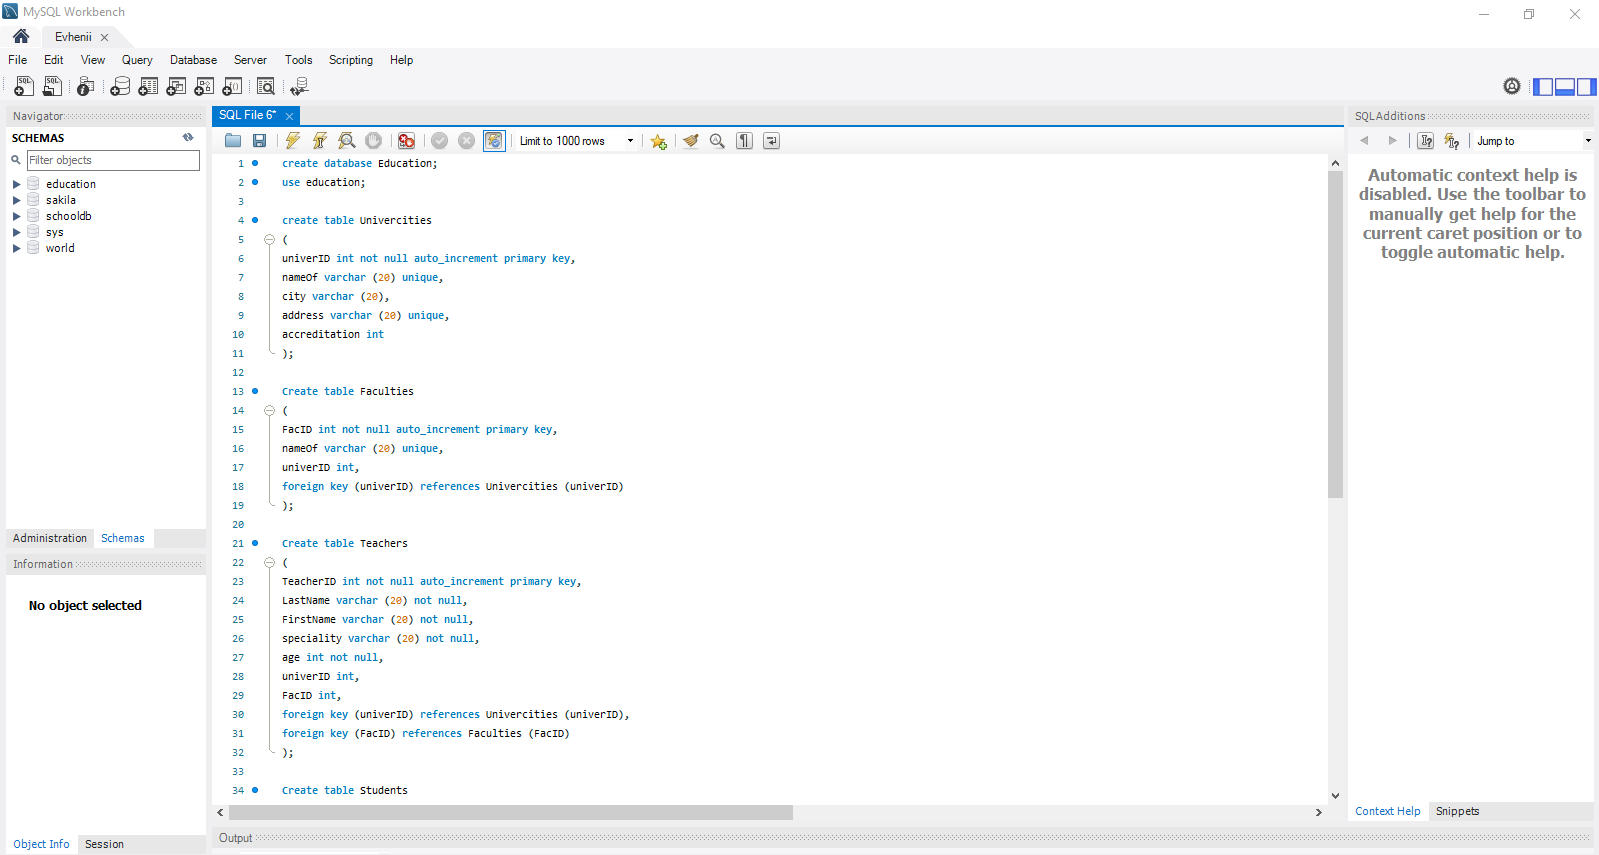 MySQL Workbench
Evhenii
File Edit View Query Database Server Tools Scripting Help
Navigator
SCHEMAS
Filter objects
education
sakila
schooldb
sys
world
Administration Schemas
Information
No object selected
Object Info Session
SQL File 6*
Limit to 1000 rows
1 create database Education;
2 use education;
3
4 create table Univercities
5 (
6 univerID int not null auto_increment primary key,
7 nameOf varchar (20) unique,
8 city varchar (20),
9 address varchar (20) unique,
10 accreditation int
11 );
12
13 Create table Faculties
14 (
15 FacID int not null auto_increment primary key,
16 nameOf varchar (20) unique,
17 univerID int,
18 foreign key (univerID) references Univercities (univerID)
19 );
20
21 Create table Teachers
22 (
23 TeacherID int not null auto_increment primary key,
24 LastName varchar (20) not null,
25 FirstName varchar (20) not null,
26 speciality varchar (20) not null,
27 age int not null,
28 univerID int,
29 FacID int,
30 foreign key (univerID) references Univercities (univerID),
31 foreign key (FacID) references Faculties (FacID)
32 );
33
34 Create table Students
Output
SQLAdditions
Jump to
Automatic context help is
disabled. Use the toolbar to
manually get help for the
current caret position or to
toggle automatic help.
Context Help Snippets